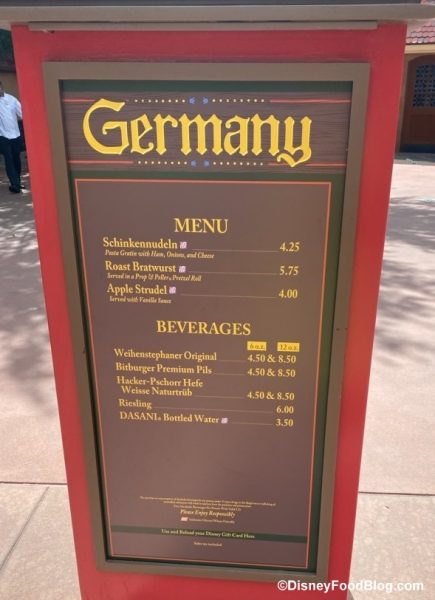 Germany
MENU
Schinkennudeln 4.25
Pasta Gratin with Ham, Onions, and Cheese
Roast Bratwurst 5.75
Served in a Prop & Peller Pretzel Roll
Apple Strudel 4.00
Served with Vanilla Sauce
BEVERAGES
6 oz. 12 oz.
Weihenstephaner Original 4.50 & 8.50
Bitburger Premium Pils 4.50 & 8.50
Hacker-Pschorr Hefe
Weisse Naturtrüb 4.50 & 8.50
Riesling 6.00
DASANI® Bottled Water 3.50
Please Enjoy Responsibly
Use and Reload your Disney Gift Card Here
Sales tax not included
©DisneyFoodBlog.com